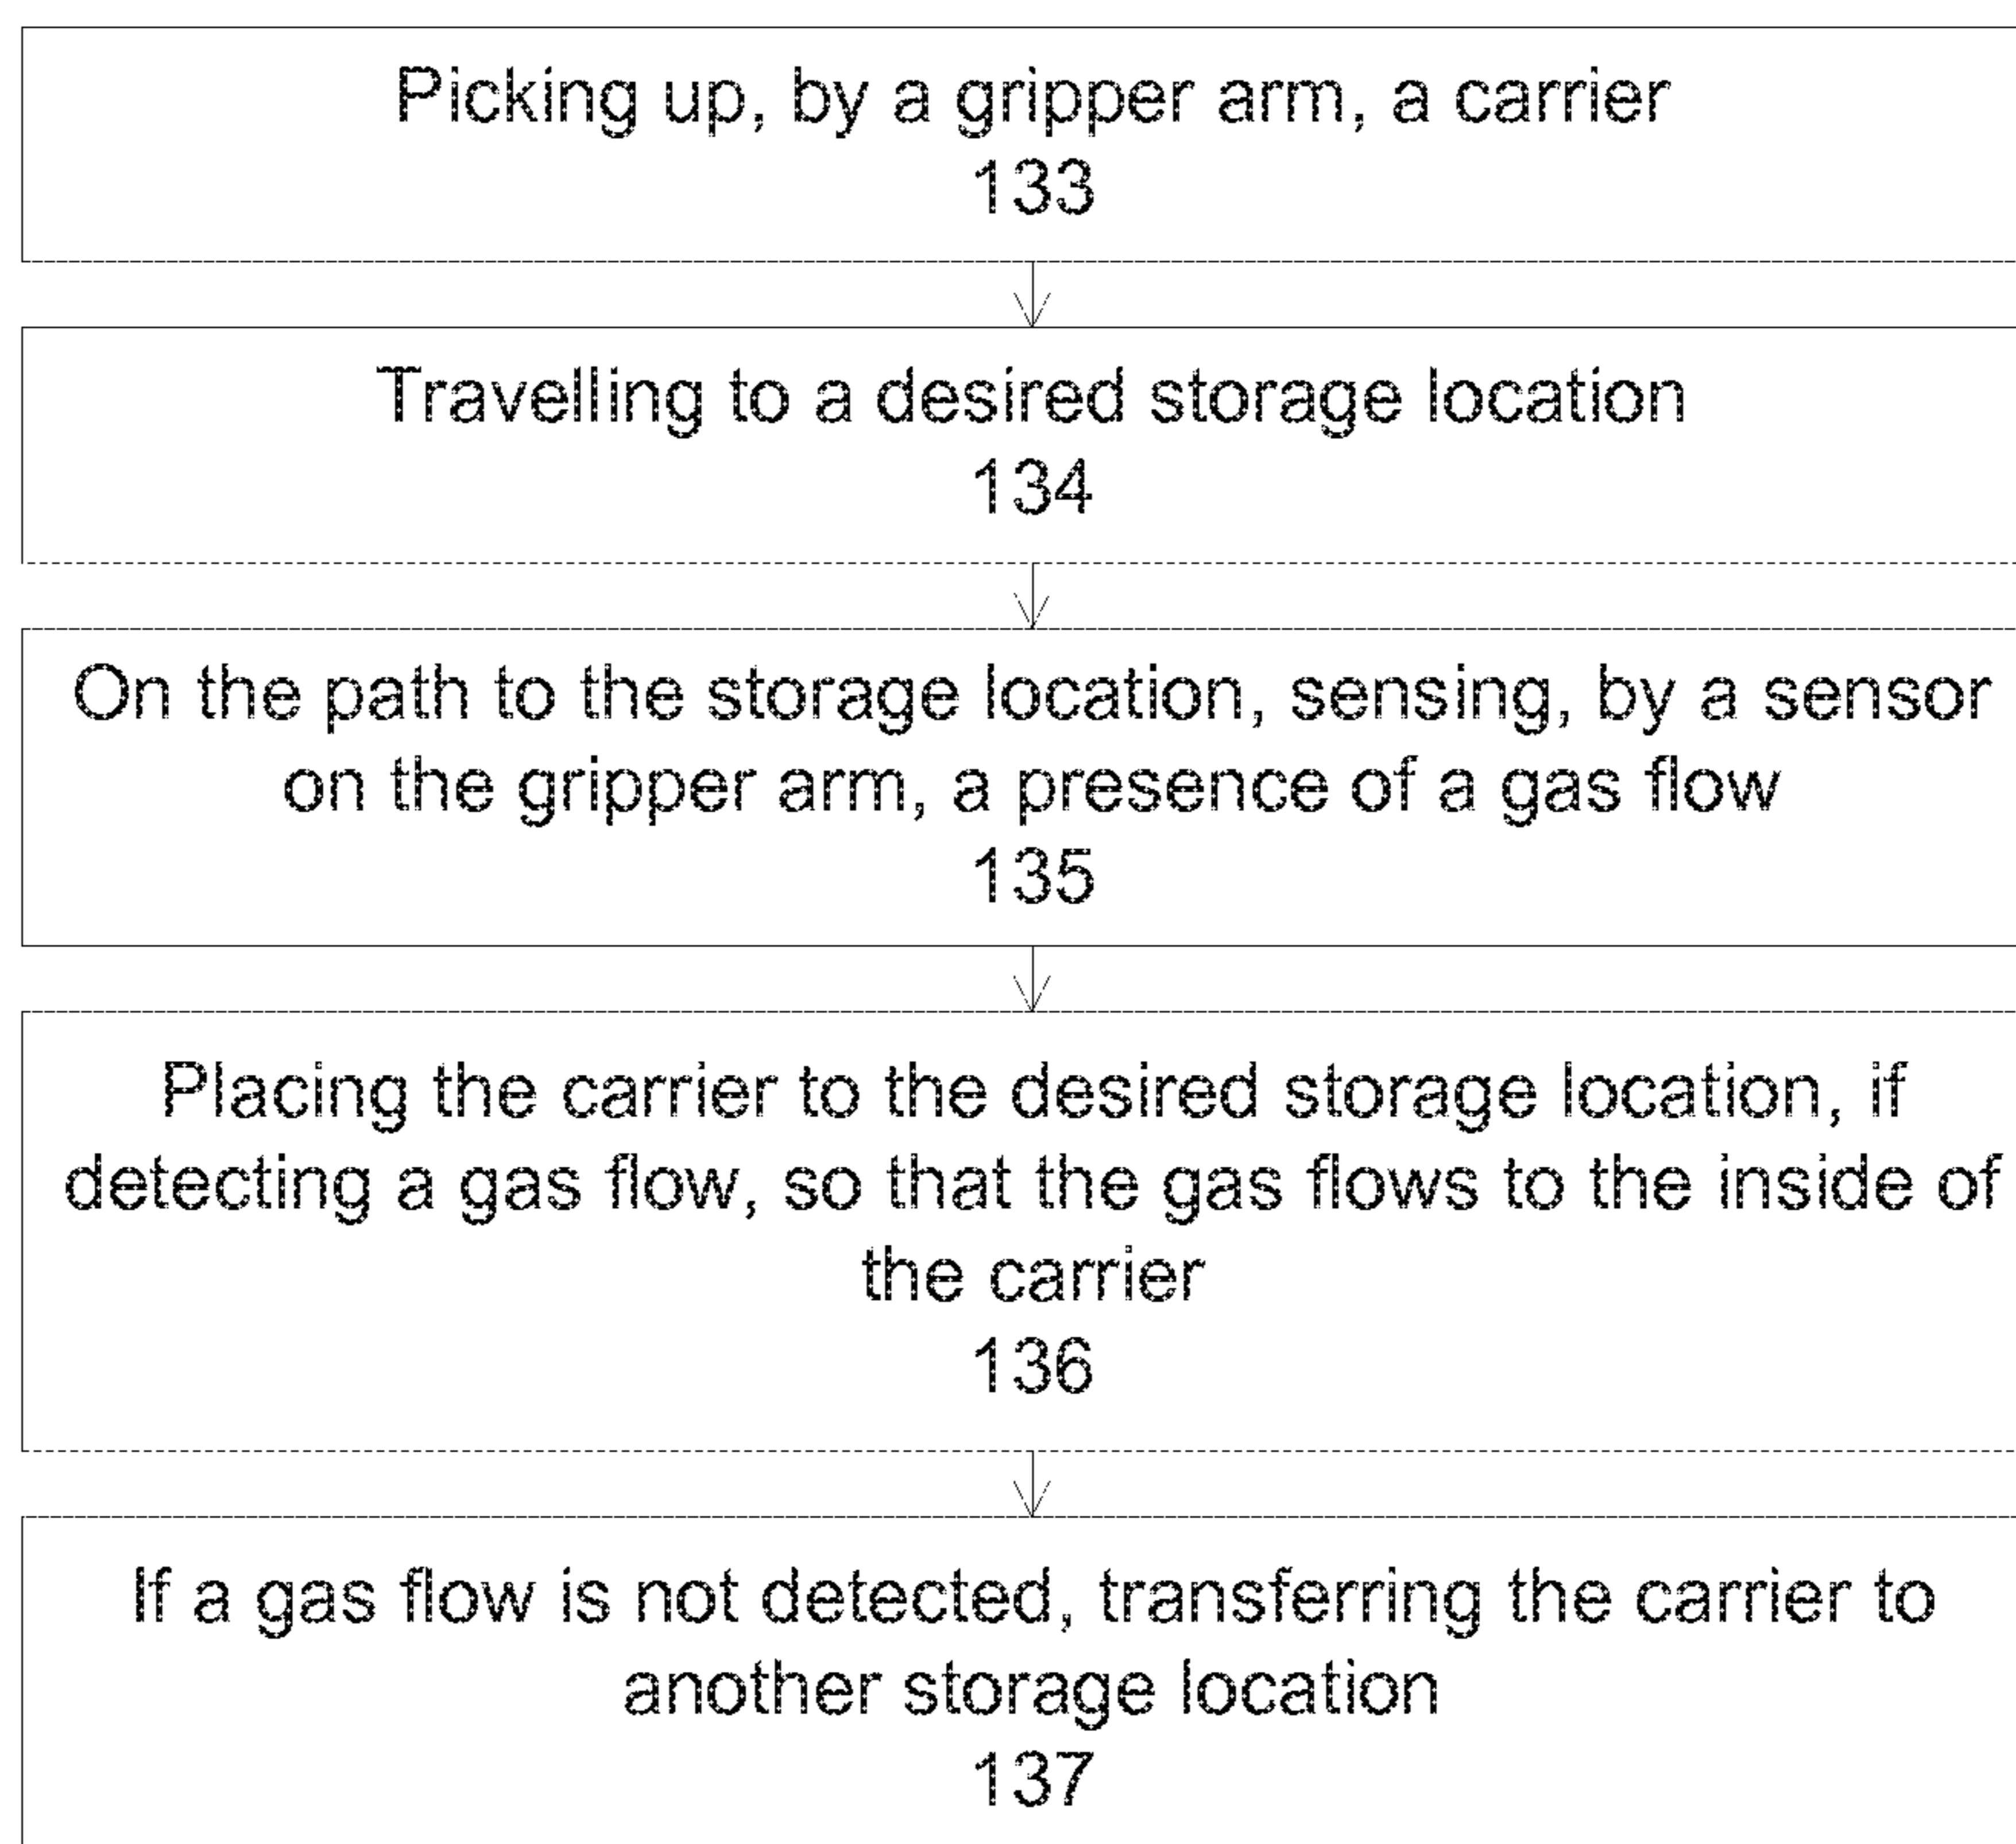 Picking up, by a gripper arm, a carrier
133
Travelling to a desired storage location
134
On the path to the storage location, sensing, by a sensor
on the gripper arm, a presence of a gas flow
135
Placing the carrier to the desired storage location, if
detecting a gas flow, so that the gas flows to the inside of
the carrier
136
If a gas flow is not detected, transferring the carrier to
another storage location
137